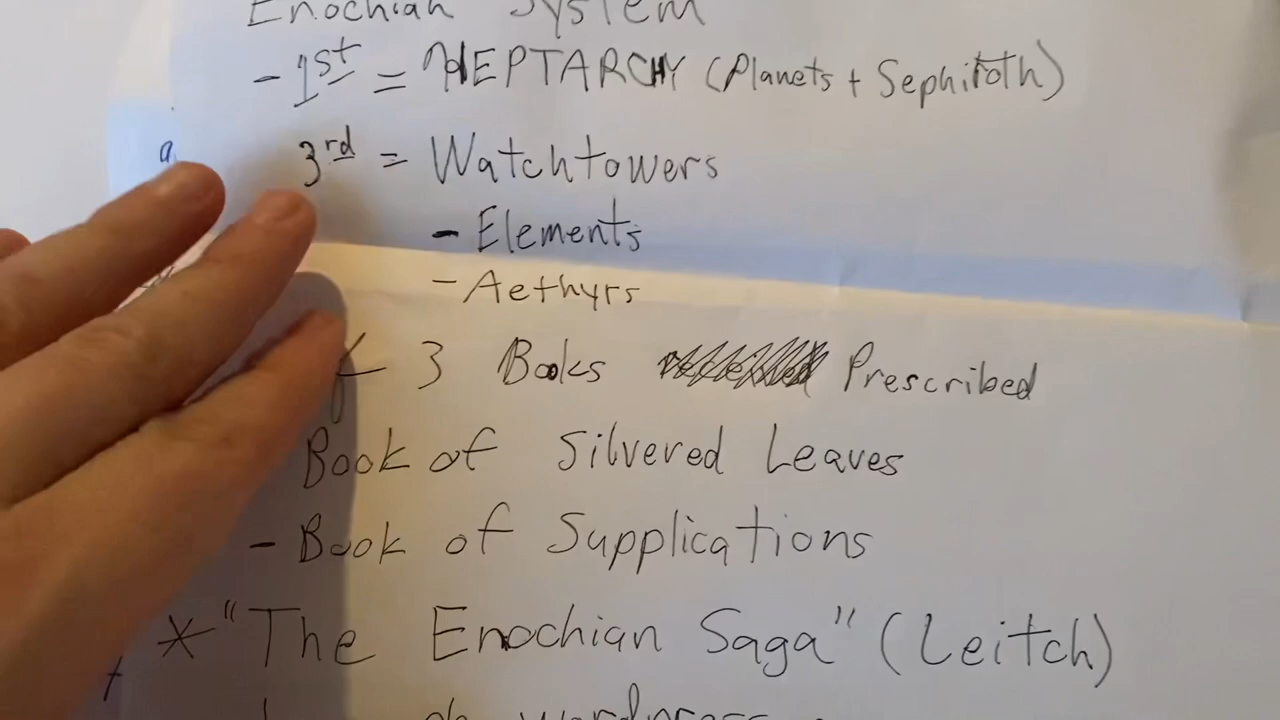 Enochian System
- 1st = HEPTARCHY (Planets + Sephiroth)
a
3rd = Watchtowers
- Elements
- Aethyrs
3 Books Prescribed
Book of Silvered Leaves
- Book of Supplications
* "The Enochian Saga" (Leitch)
wordpress